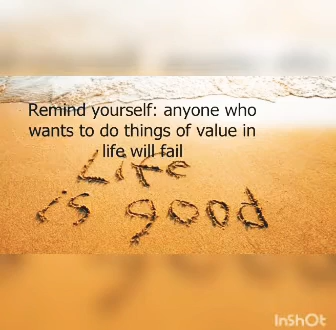 Remind yourself: anyone who
wants to do things of value in
life will fail
Life
is good
InShOt